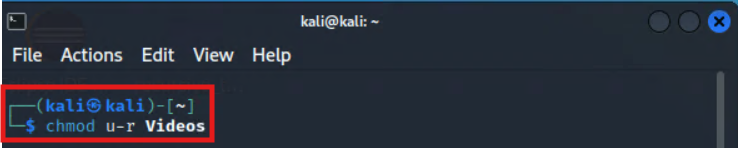 kali@kali: ~
File Actions Edit View Help
┌──(kali㉿kali)-[~]
└─$ chmod u-r Videos